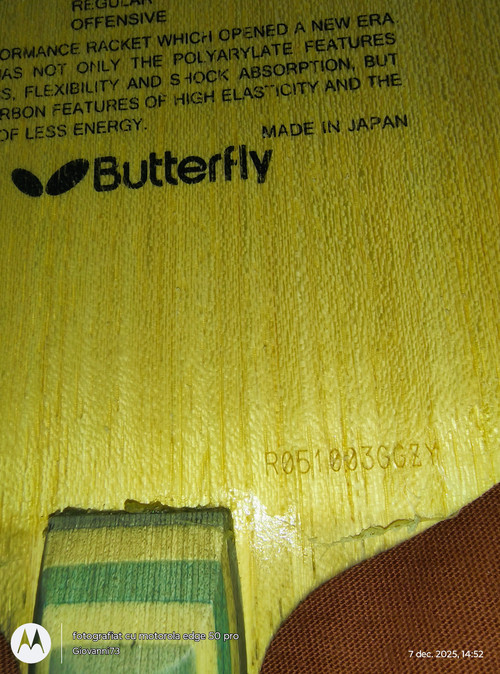 REGULAR
OFFENSIVE
ORMANCE RACKET WHICH OPENED A NEW ERA.
AS NOT ONLY THE POLYARYLATE FEATURES
S, FLEXIBILITY AND SHOCK ABSORPTION, BUT
RBON FEATURES OF HIGH ELASTICITY AND THE
OF LESS ENERGY.
MADE IN JAPAN
Butterfly
R051003GGZY
fotografiat cu motorola edge 50 pro
Giovanni73
7 dec. 2025, 14:52